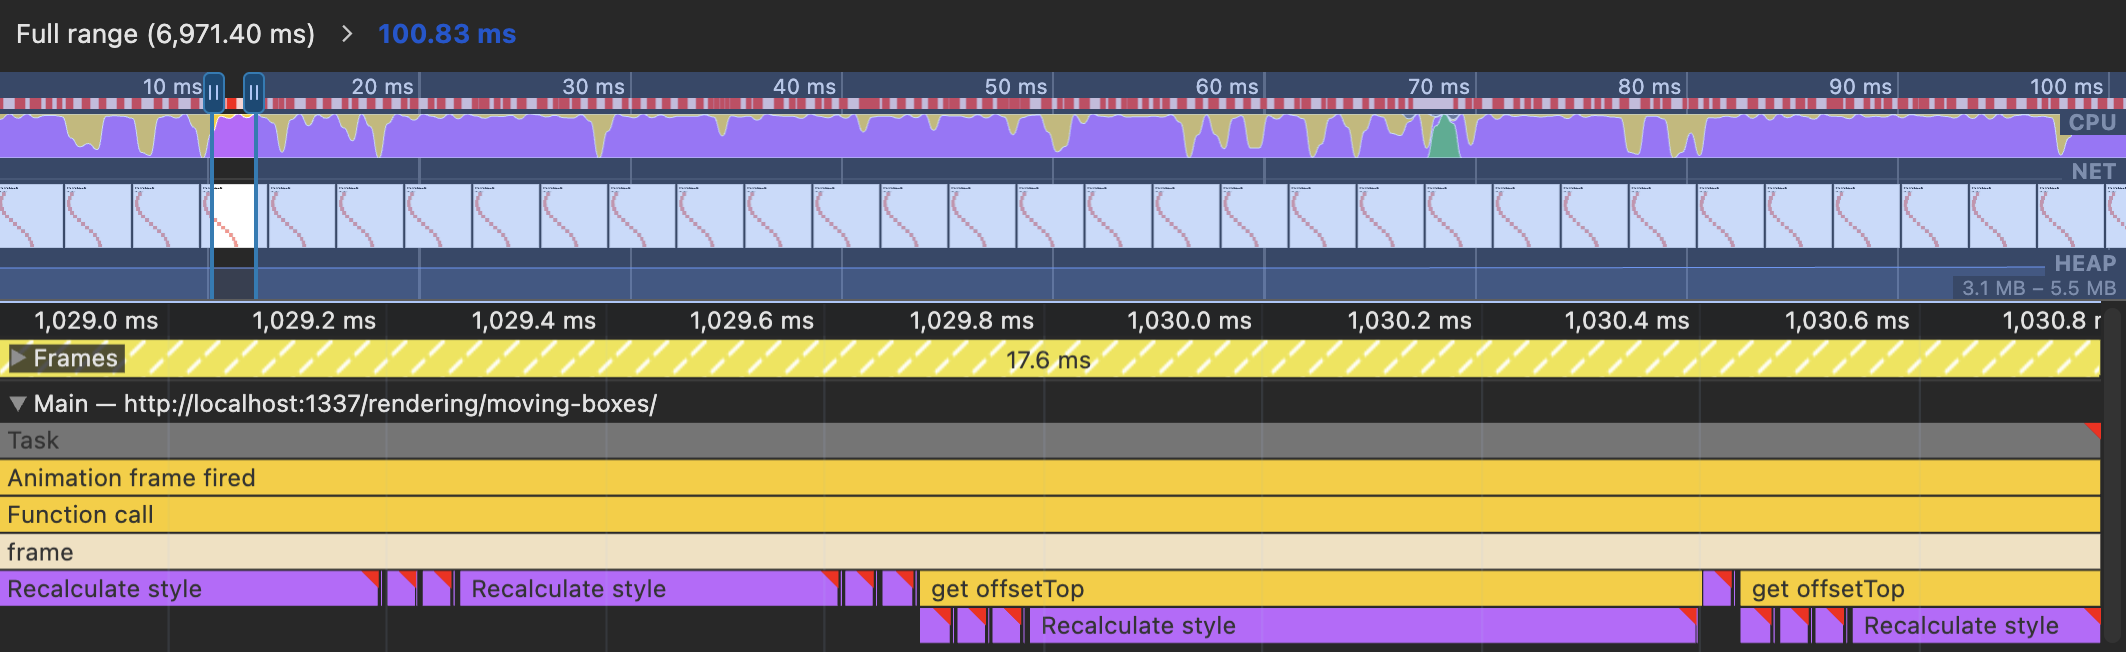 Full range (6,971.40 ms) > 100.83 ms
10 ms 20 ms 30 ms 40 ms 50 ms 60 ms 70 ms 80 ms 90 ms 100 ms
CPU
NET
HEAP
3.1 MB – 5.5 MB
1,029.0 ms 1,029.2 ms 1,029.4 ms 1,029.6 ms 1,029.8 ms 1,030.0 ms 1,030.2 ms 1,030.4 ms 1,030.6 ms 1,030.8
Frames 17.6 ms
Main — http://localhost:1337/rendering/moving-boxes/
Task
Animation frame fired
Function call
frame
Recalculate style Recalculate style get offsetTop get offsetTop
Recalculate style Recalculate style